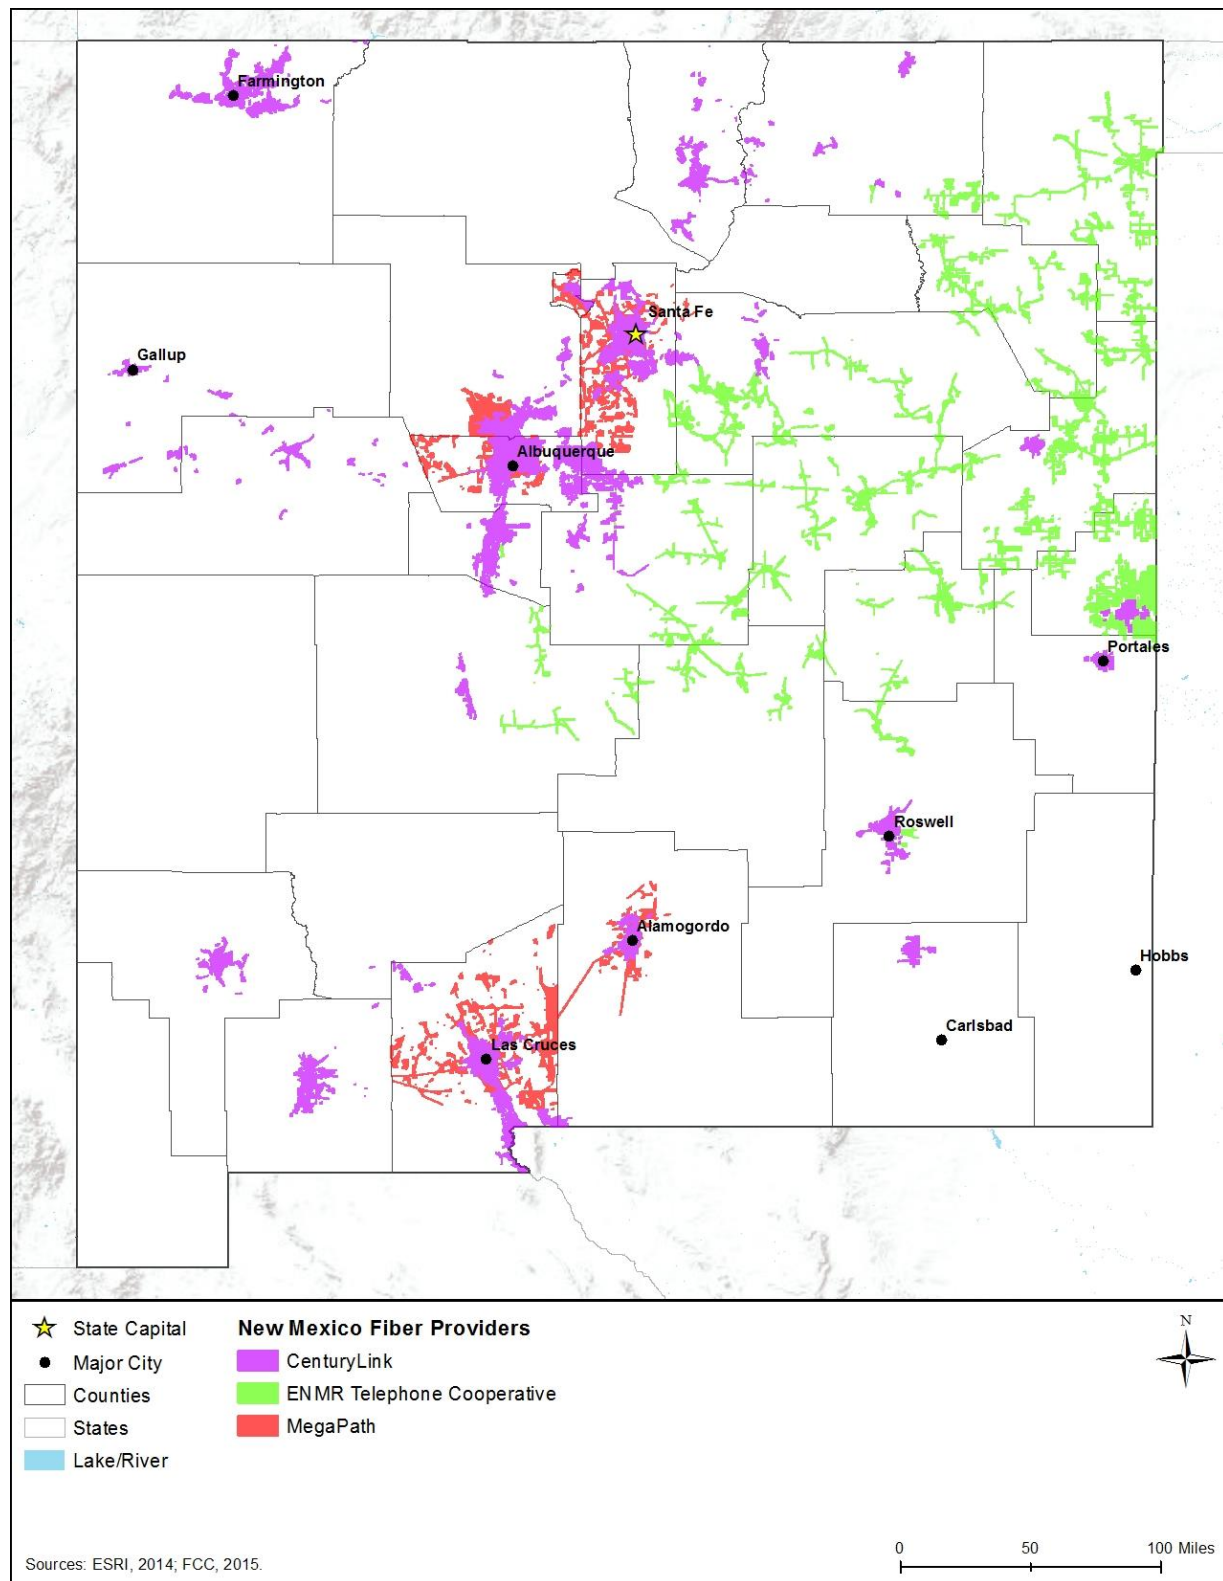 Farmington
Santa Fe
Gallup
Albuquerque
Portales
Roswell
Alamogordo
Hobbs
Carlsbad
Las Cruces
State Capital
Major City
Counties
States
Lake/River
New Mexico Fiber Providers
CenturyLink
ENMR Telephone Cooperative
MegaPath
N
Sources: ESRI, 2014; FCC, 2015.
0 50 100 Miles